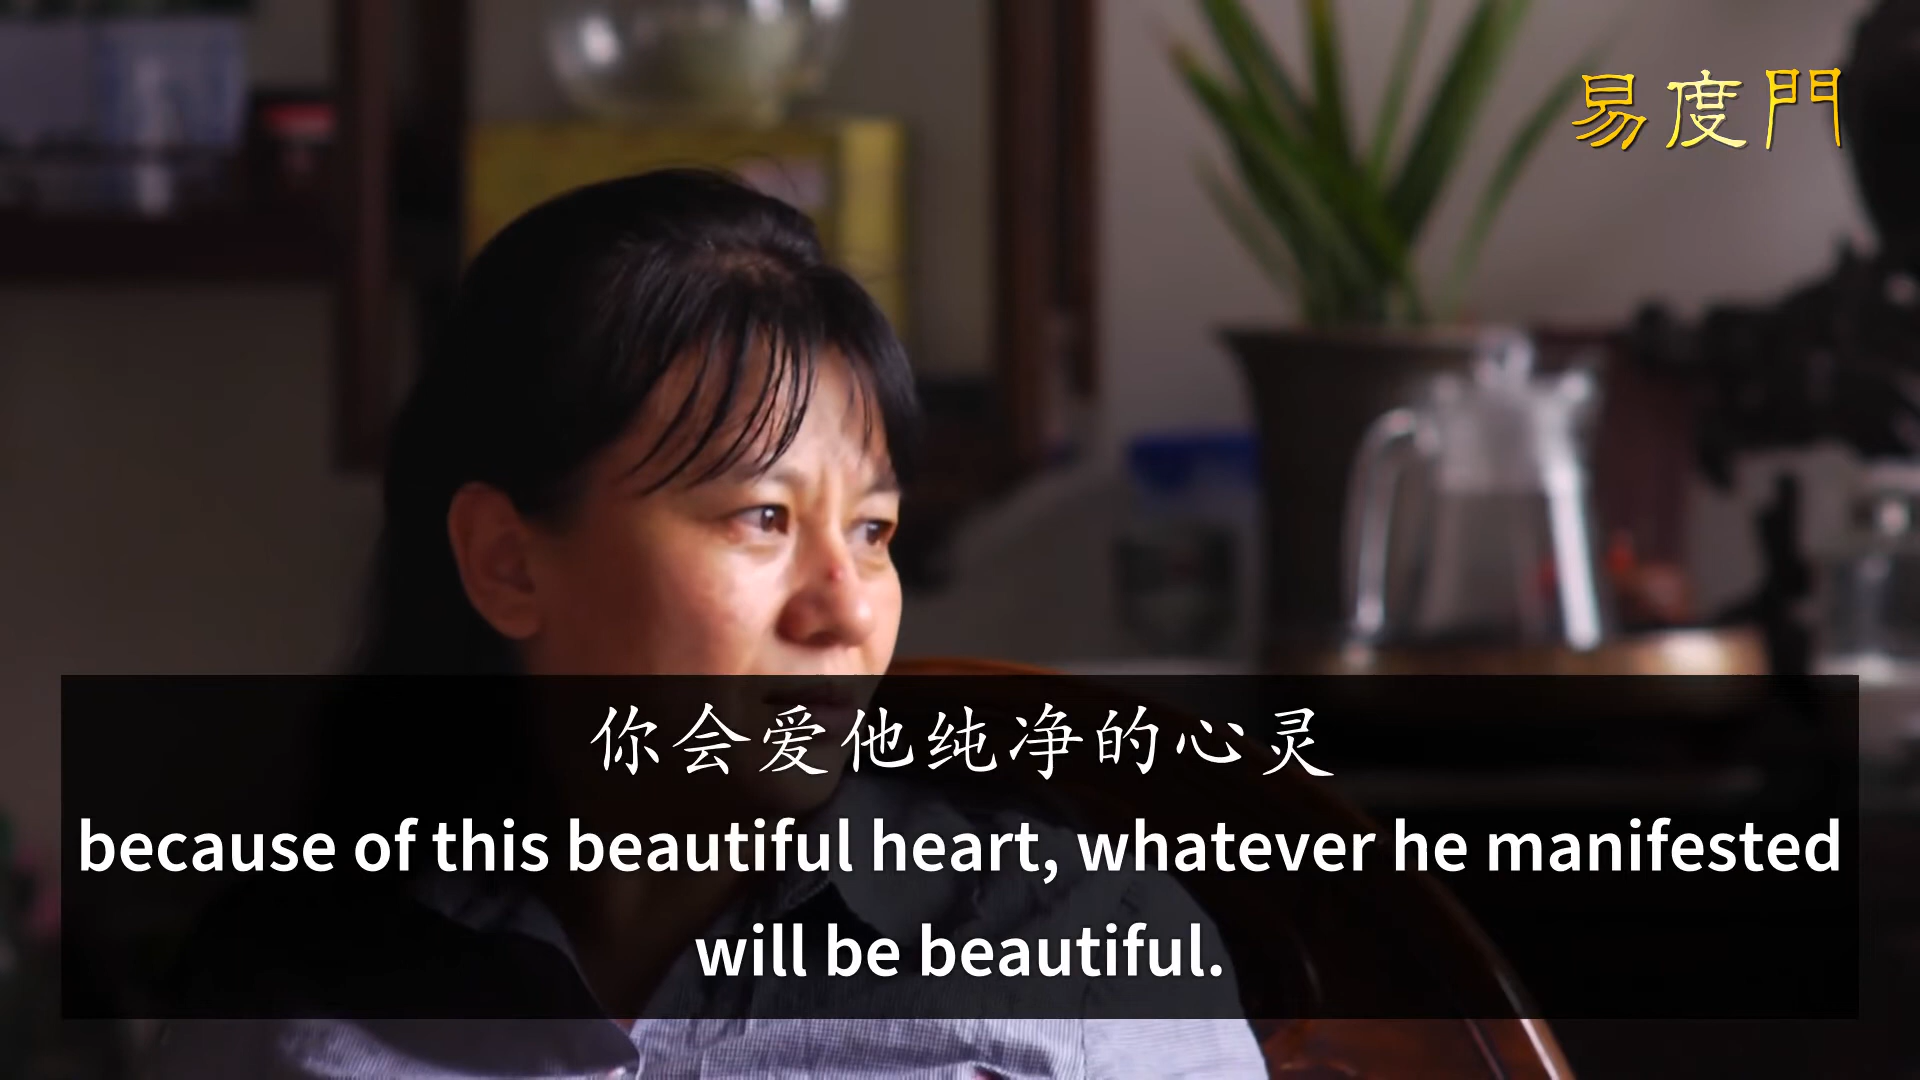 易度門
你会爱他纯净的心灵
because of this beautiful heart, whatever he manifested
will be beautiful.